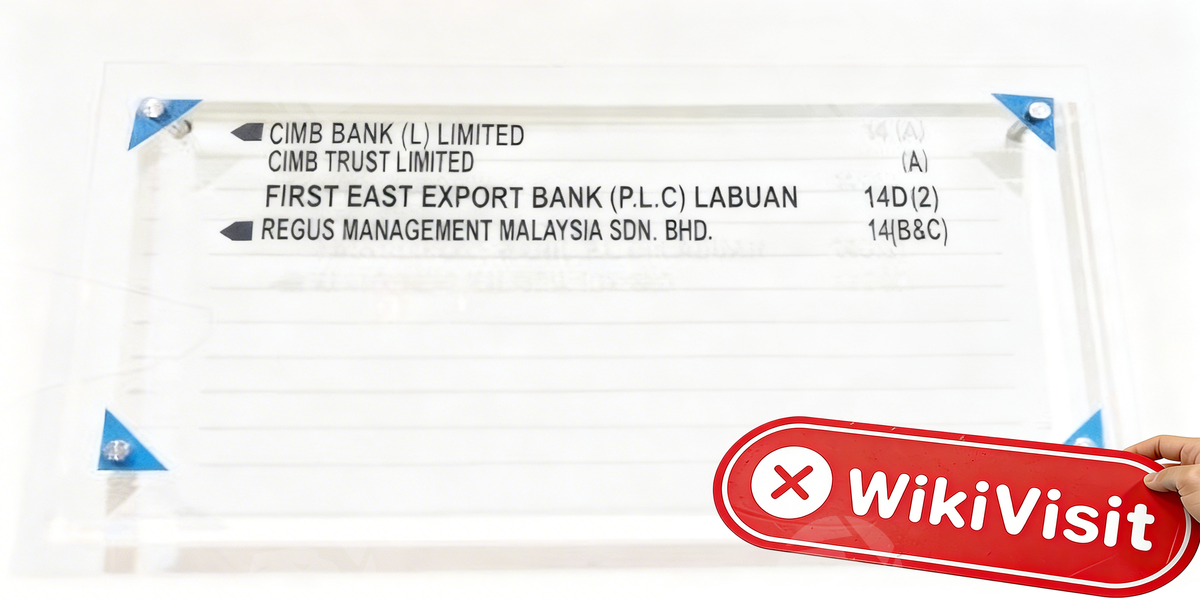 CIMB BANK (L) LIMITED 14 (A)
CIMB TRUST LIMITED (A)
FIRST EAST EXPORT BANK (P.L.C) LABUAN 14D(2)
REGUS MANAGEMENT MALAYSIA SDN. BHD. 14(B&C)
WikiVisit